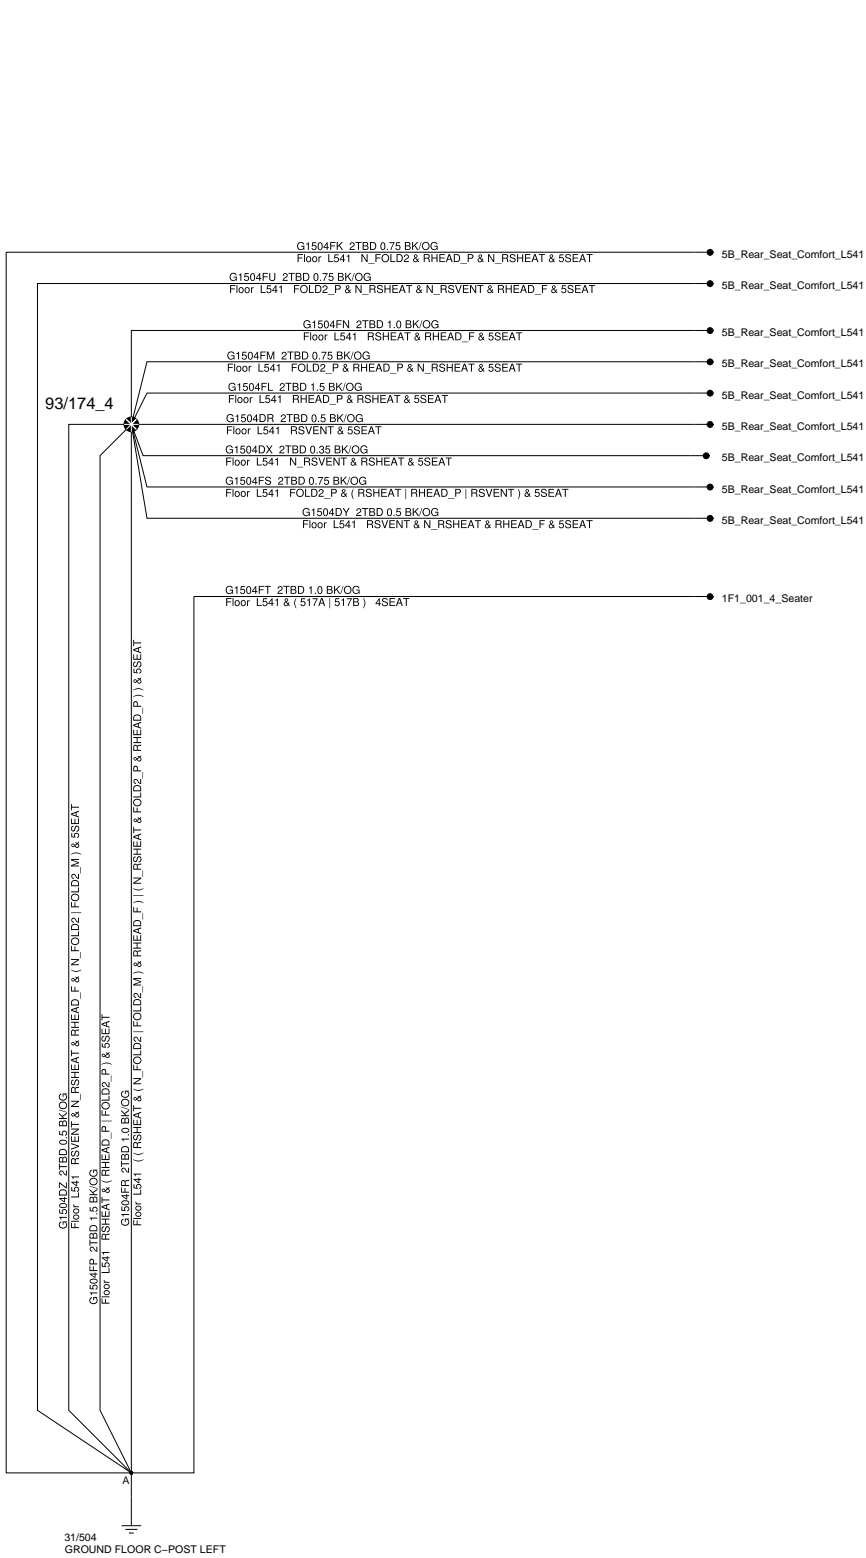 G1504FK 2TBD 0.75 BK/OG
Floor L541 N_FOLD2 & RHEAD_P & N_RSHEAT & 5SEAT
5B_Rear_Seat_Comfort_L541
G1504FU 2TBD 0.75 BK/OG
Floor L541 FOLD2_P & N_RSHEAT & N_RSVENT & RHEAD_F & 5SEAT
5B_Rear_Seat_Comfort_L541
G1504FN 2TBD 1.0 BK/OG
Floor L541 RSHEAT & RHEAD_F & 5SEAT
5B_Rear_Seat_Comfort_L541
G1504FM 2TBD 0.75 BK/OG
Floor L541 FOLD2_P & RHEAD_P & N_RSHEAT & 5SEAT
5B_Rear_Seat_Comfort_L541
G1504FL 2TBD 1.5 BK/OG
Floor L541 RHEAD_P & RSHEAT & 5SEAT
5B_Rear_Seat_Comfort_L541
93/174_4
G1504DR 2TBD 0.5 BK/OG
Floor L541 RSVENT & 5SEAT
5B_Rear_Seat_Comfort_L541
G1504DX 2TBD 0.35 BK/OG
Floor L541 N_RSVENT & RSHEAT & 5SEAT
5B_Rear_Seat_Comfort_L541
G1504FS 2TBD 0.75 BK/OG
Floor L541 FOLD2_P & ( RSHEAT | RHEAD_P | RSVENT ) & 5SEAT
5B_Rear_Seat_Comfort_L541
G1504DY 2TBD 0.5 BK/OG
Floor L541 RSVENT & N_RSHEAT & RHEAD_F & 5SEAT
5B_Rear_Seat_Comfort_L541
G1504FT 2TBD 1.0 BK/OG
Floor L541 & ( 517A | 517B ) 4SEAT
1F1_001_4_Seater
G1504DZ 2TBD 0.5 BK/OG
Floor L541 RSVENT & N_RSHEAT & RHEAD_F & ( N_FOLD2 | FOLD2_M ) & 5SEAT
G1504FP 2TBD 1.5 BK/OG
Floor L541 RSHEAT & ( RHEAD_P | FOLD2_P ) & 5SEAT
G1504FR 2TBD 1.0 BK/OG
Floor L541 ( ( RSHEAT & ( N_FOLD2 | FOLD2_M ) & RHEAD_F ) | ( N_RSHEAT & FOLD2_P & RHEAD_P ) ) & 5SEAT
A
31/504
GROUND FLOOR C−POST LEFT